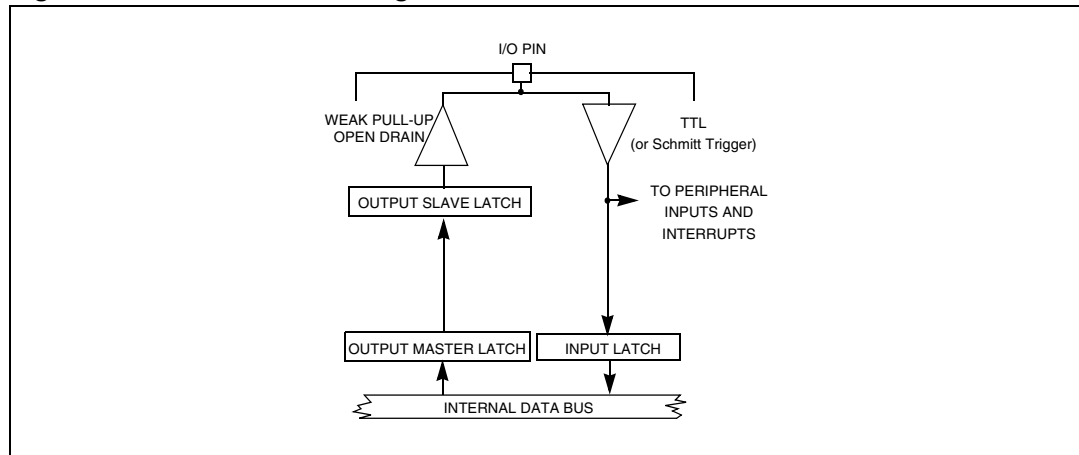 I/O PIN
WEAK PULL-UP
OPEN DRAIN
TTL
(or Schmitt Trigger)
OUTPUT SLAVE LATCH
TO PERIPHERAL
INPUTS AND
INTERRUPTS
OUTPUT MASTER LATCH
INPUT LATCH
INTERNAL DATA BUS